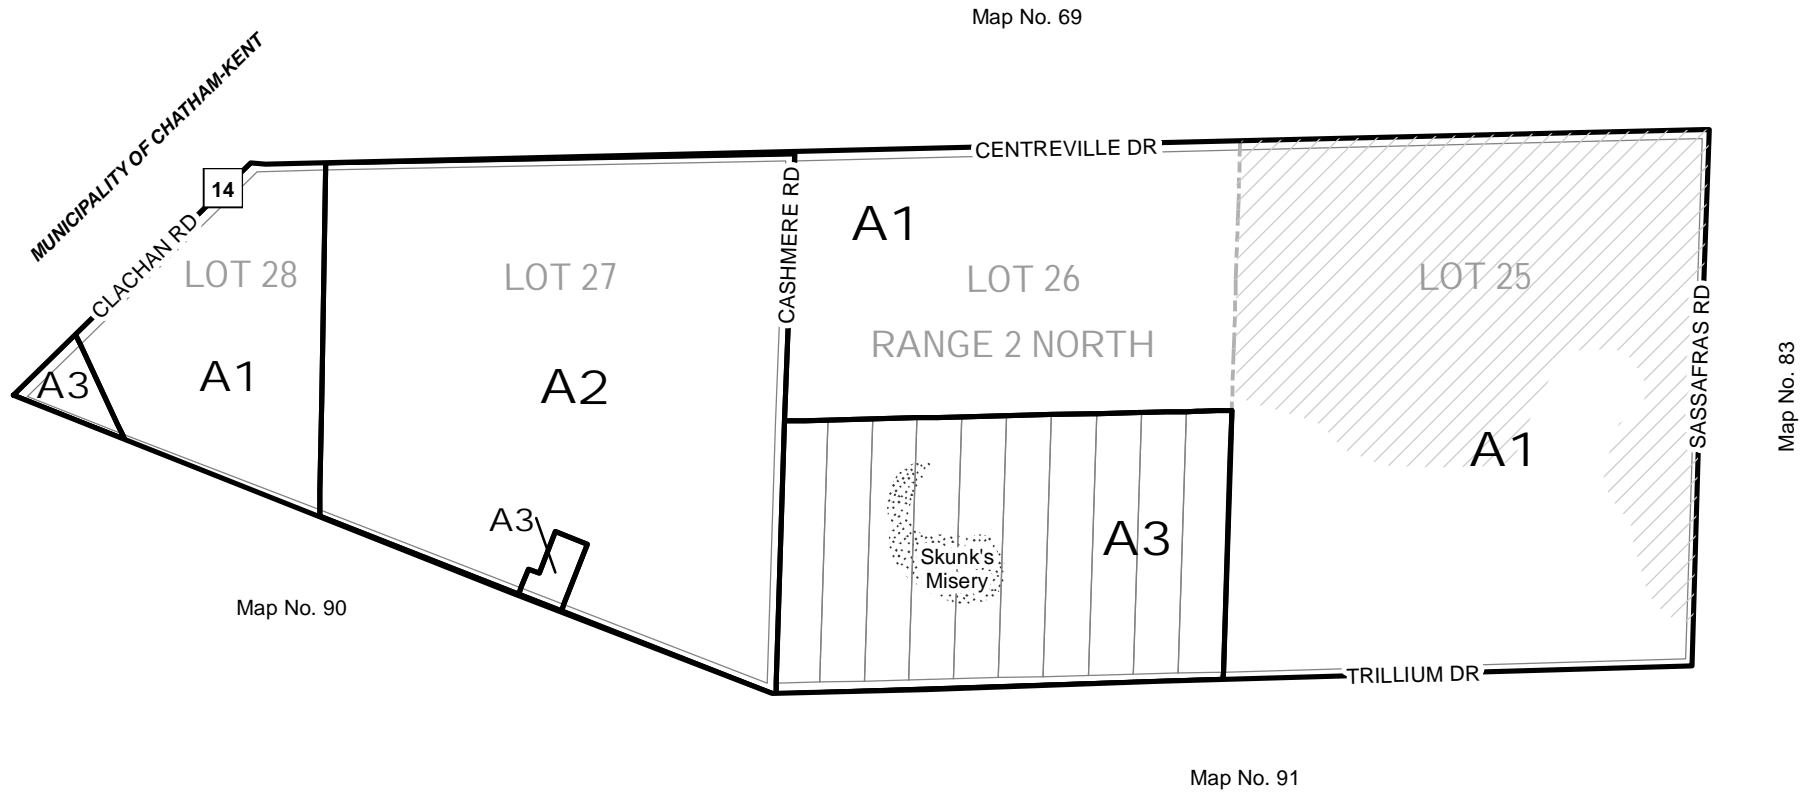 Map No. 69
MUNICIPALITY OF CHATHAM-KENT
CENTREVILLE DR
14
CLACHAN RD
CASHMERE RD
A1
LOT 28
LOT 27
LOT 26
LOT 25
RANGE 2 NORTH
SASSAFRAS RD
Map No. 83
A3
A1
A2
A1
A3
A3
Skunk's
Misery
Map No. 90
TRILLIUM DR
Map No. 91